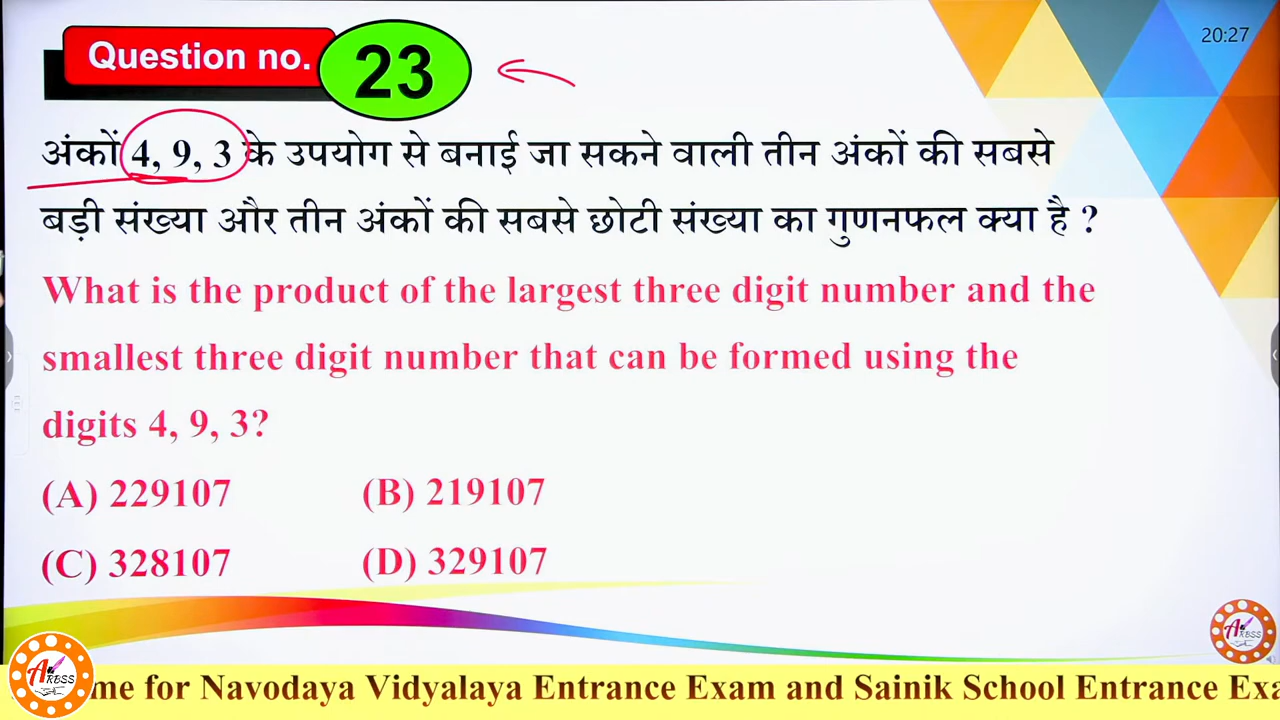 Question no. 23
20:27
अंकों 4, 9, 3 के उपयोग से बनाई जा सकने वाली तीन अंकों की सबसे
बड़ी संख्या और तीन अंकों की सबसे छोटी संख्या का गुणनफल क्या है ?
What is the product of the largest three digit number and the
smallest three digit number that can be formed using the
digits 4, 9, 3?
(A) 229107 (B) 219107
(C) 328107 (D) 329107
me for Navodaya Vidyalaya Entrance Exam and Sainik School Entrance Exa